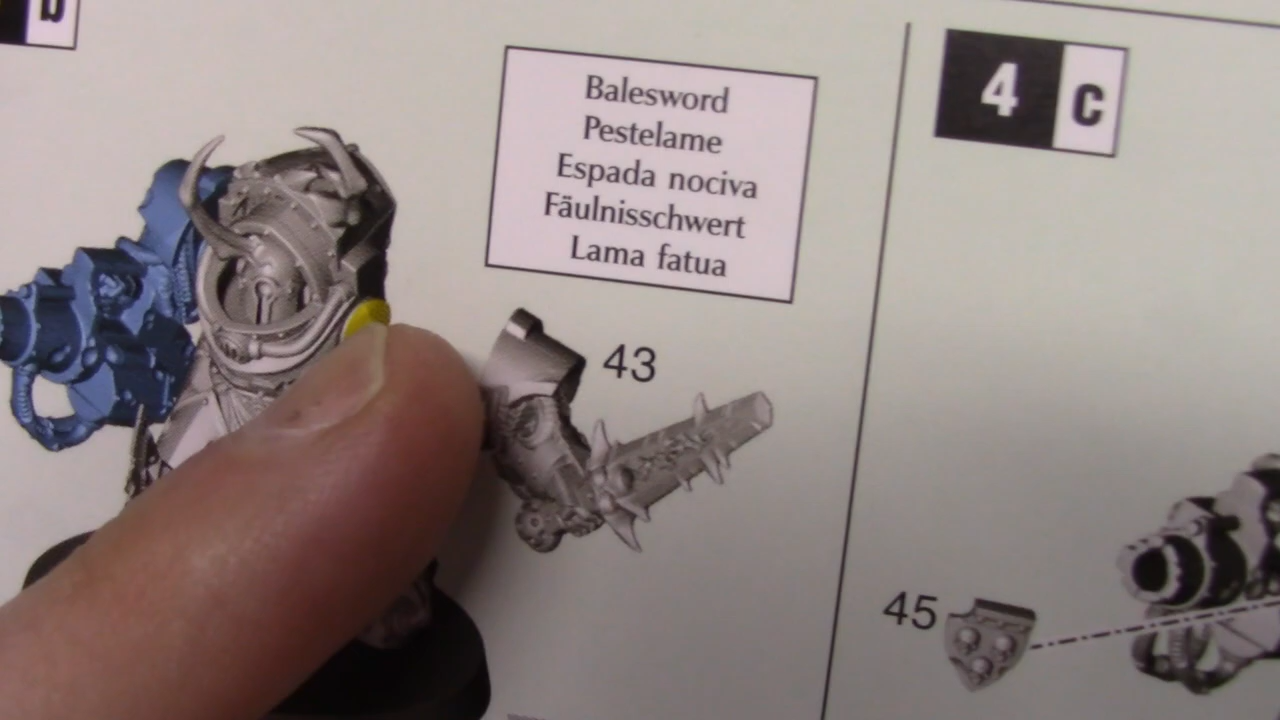 b
Balesword
Pestelame
Espada nociva
Fäulnisschwert
Lama fatua
43
4 c
45